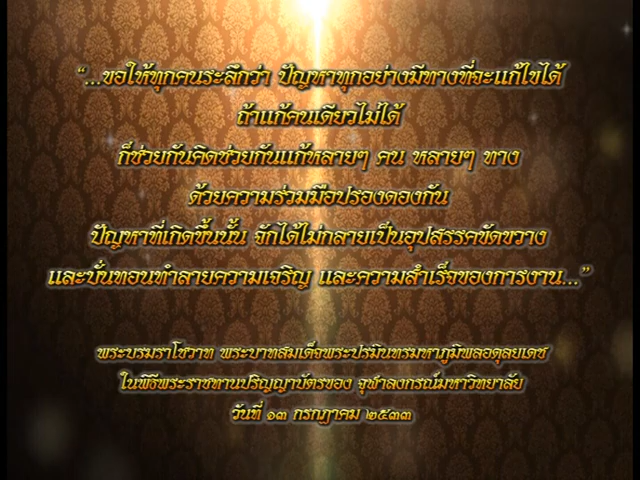 “...ขอให้ทุกคนระลึกว่า ปัญหาทุกอย่างมีทางที่จะแก้ไขได้
ถ้าแก้คนเดียวไม่ได้
ก็ช่วยกันคิดช่วยกันแก้หลายๆ คน หลายๆ ทาง
ด้วยความร่วมมือปรองดองกัน
ปัญหาที่เกิดขึ้นนั้น จักได้ไม่กลายเป็นอุปสรรคขัดขวาง
และบั่นทอนทำลายความเจริญ และความสำเร็จของการงาน...”
พระบรมราโชวาท พระบาทสมเด็จพระปรมินทรมหาภูมิพลอดุลยเดช
ในพิธีพระราชทานปริญญาบัตรของ จุฬาลงกรณ์มหาวิทยาลัย
วันที่ ๑๓ กรกฎาคม ๒๕๓๓